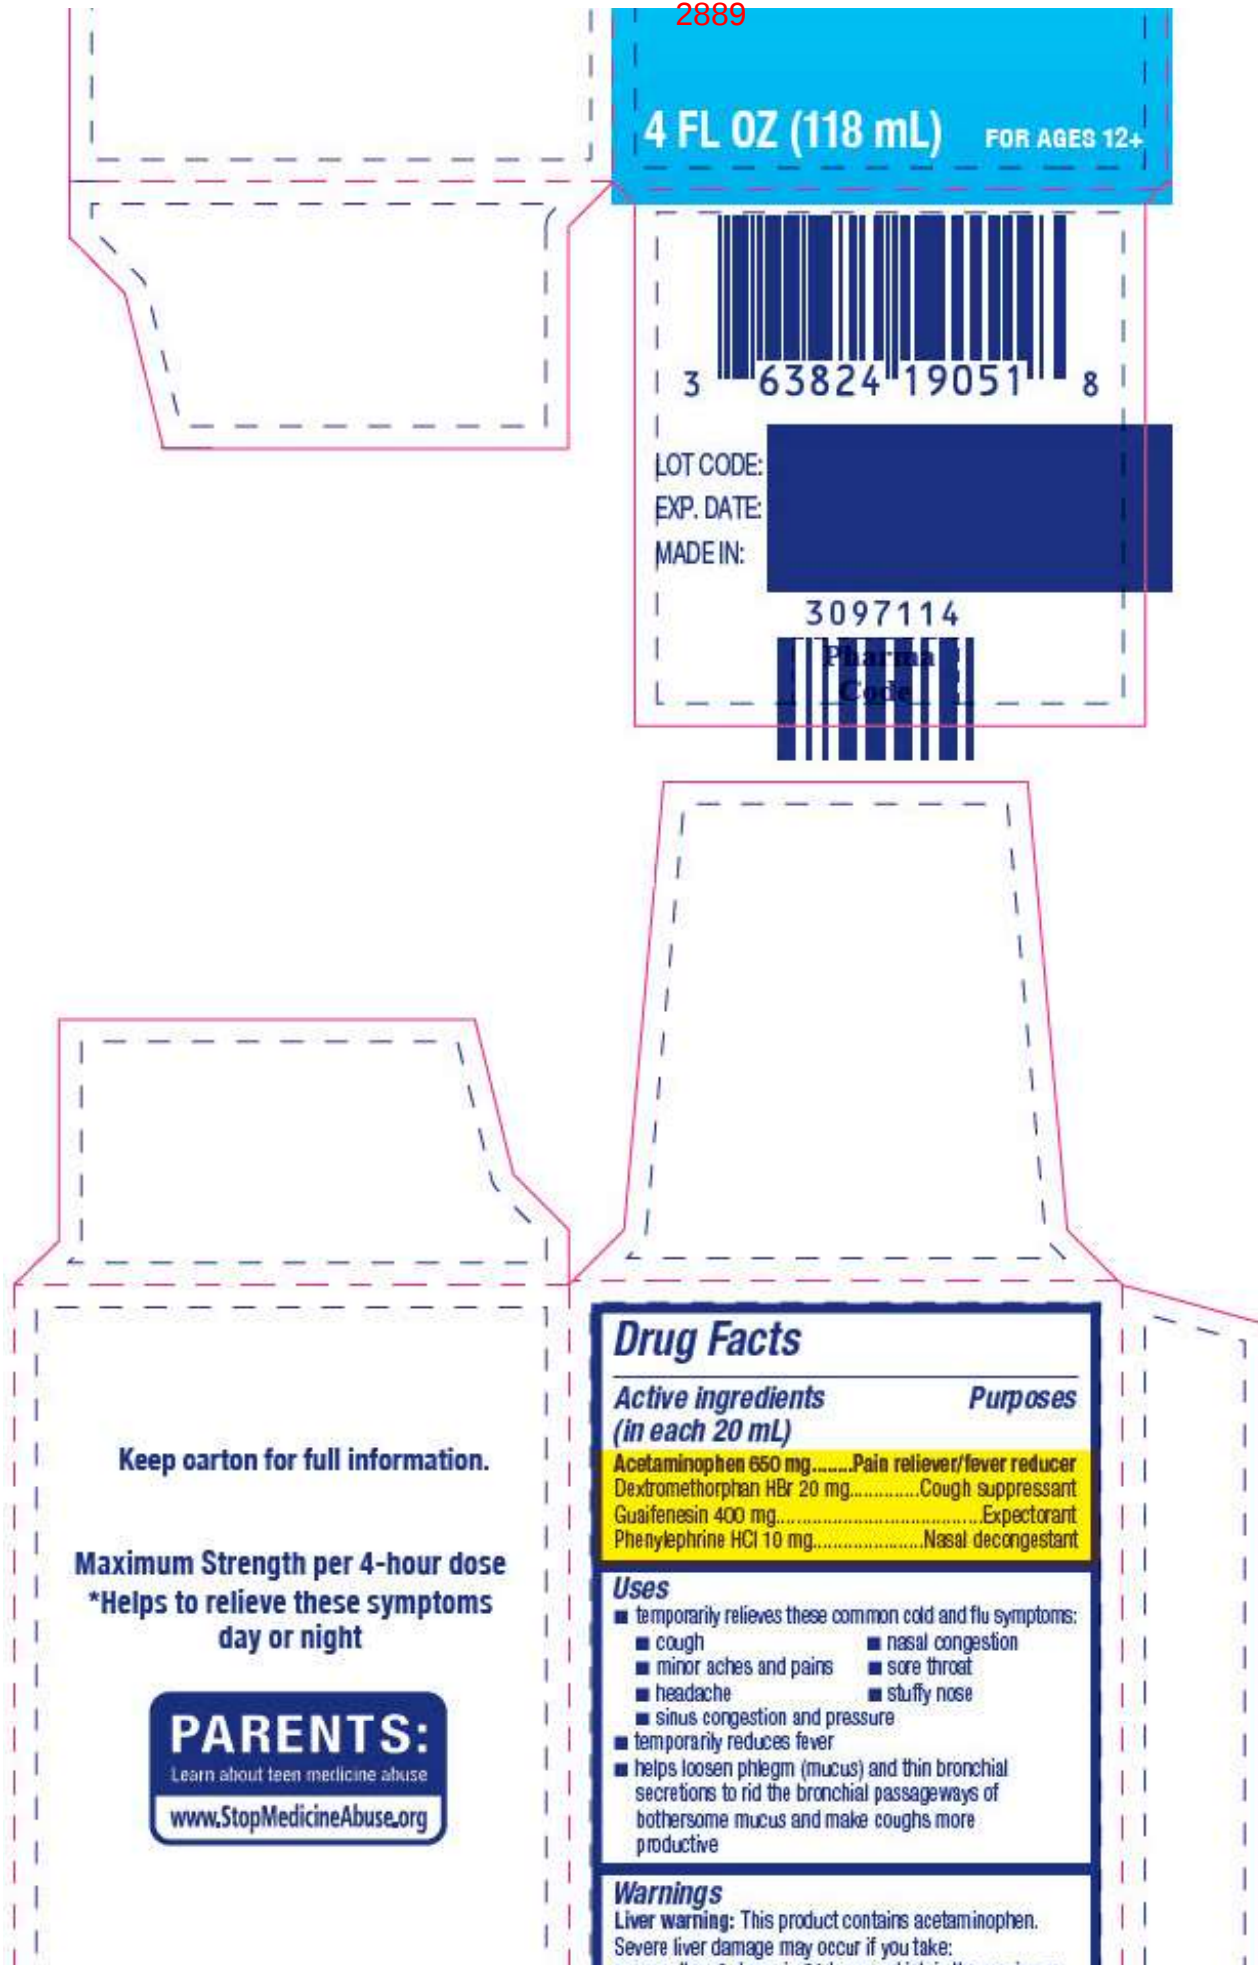 2889
4 FL OZ (118 mL) FOR AGES 12+
3 63824 19051 8
LOT CODE:
EXP. DATE:
MADE IN:
3097114
Pharma
Code
Keep carton for full information.
Maximum Strength per 4-hour dose
*Helps to relieve these symptoms
day or night
PARENTS:
Learn about teen medicine abuse
www.StopMedicineAbuse.org
Drug Facts
Active ingredients Purposes
(in each 20 mL)
Acetaminophen 650 mg........Pain reliever/fever reducer
Dextromethorphan HBr 20 mg..............Cough suppressant
Guaifenesin 400 mg..........................................Expectorant
Phenylephrine HCl 10 mg.......................Nasal decongestant
Uses
■ temporarily relieves these common cold and flu symptoms:
■ cough ■ nasal congestion
■ minor aches and pains ■ sore throat
■ headache ■ stuffy nose
■ sinus congestion and pressure
■ temporarily reduces fever
■ helps loosen phlegm (mucus) and thin bronchial
secretions to rid the bronchial passageways of
bothersome mucus and make coughs more
productive
Warnings
Liver warning: This product contains acetaminophen.
Severe liver damage may occur if you take: